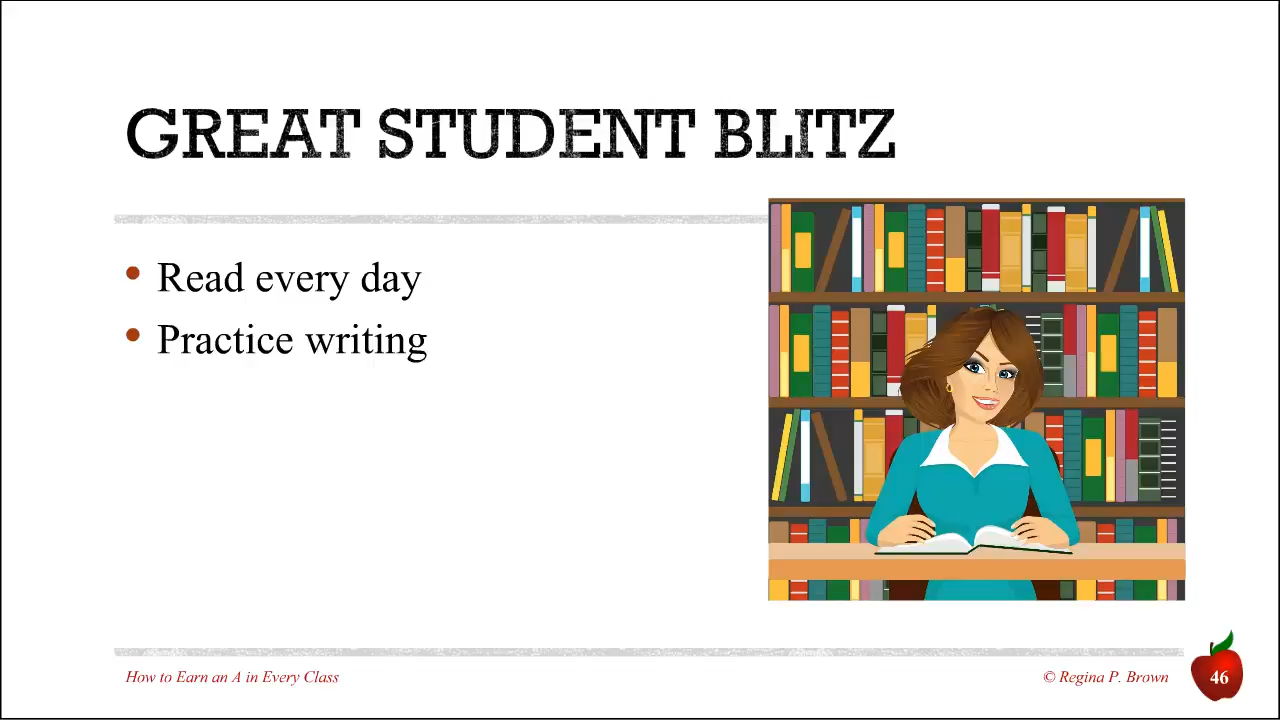 GREAT STUDENT BLITZ
• Read every day
• Practice writing
How to Earn an A in Every Class
© Regina P. Brown
46